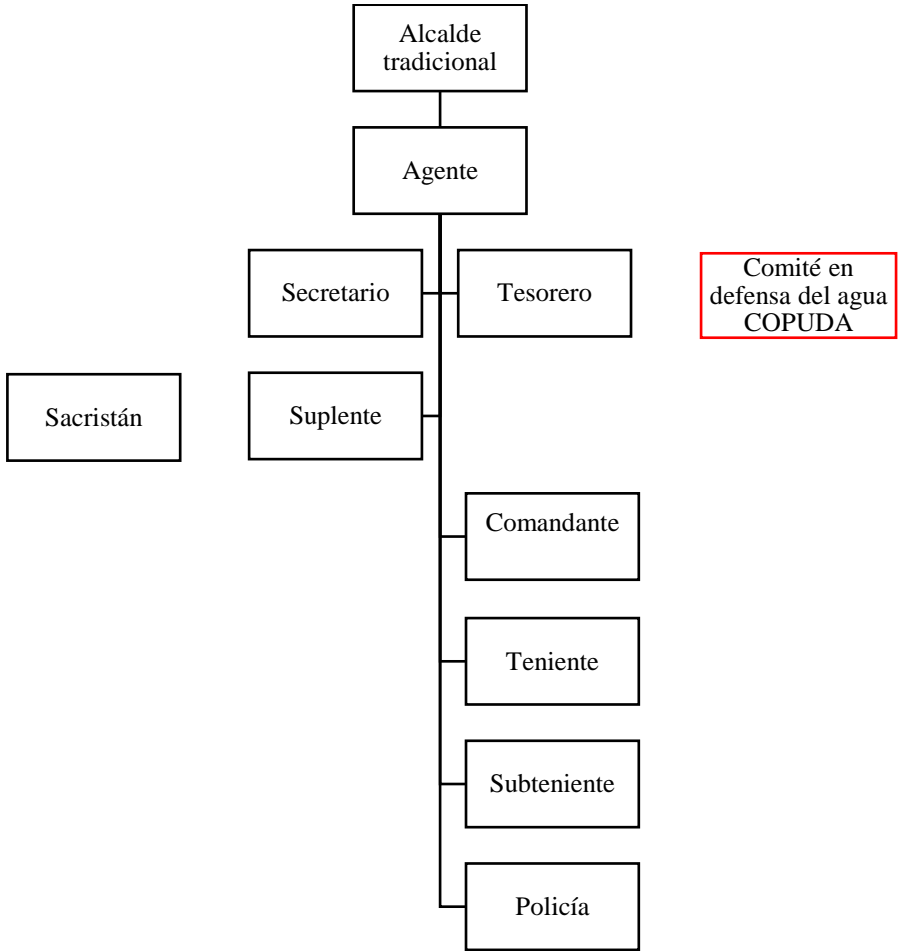 Alcalde
tradicional
Agente
Secretario
Tesorero
Comité en
defensa del agua
COPUDA
Sacristán
Suplente
Comandante
Teniente
Subteniente
Policía